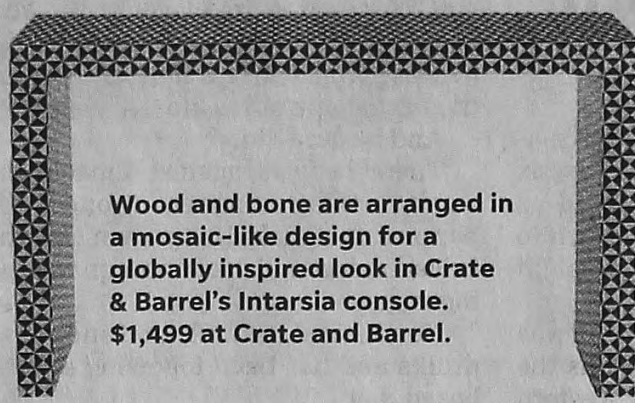 Wood and bone are arranged in
a mosaic-like design for a
globally inspired look in Crate
& Barrel's Intarsia console.
$1,499 at Crate and Barrel.